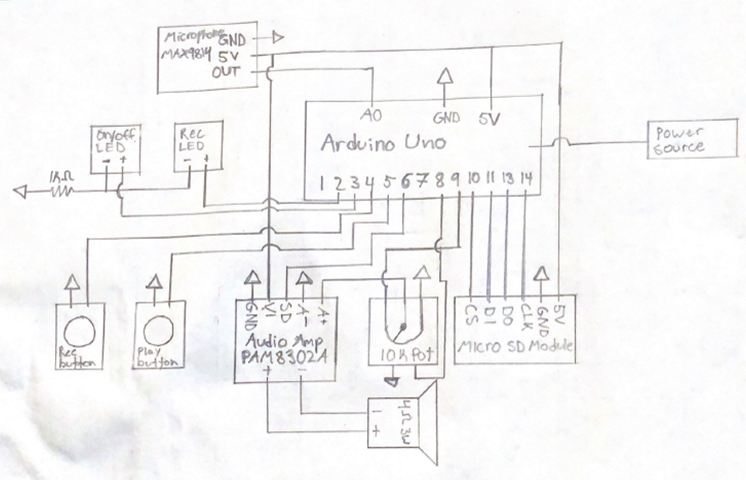 Microphone GND
MAX9814 5V
OUT
A0 GND 5V
Arduino Uno
Power
source
On/off
LED
- +
Rec
LED
- +
1 2 3 4 5 6 7 8 9 10 11 13 14
1kΩ
GND VI SD A- A+
Audio Amp
PAM8302A
+ -
Rec
button
Play
button
10k Pot
CS DI DO CLK GND 5V
Micro SD Module
4Ω 3W
-
+